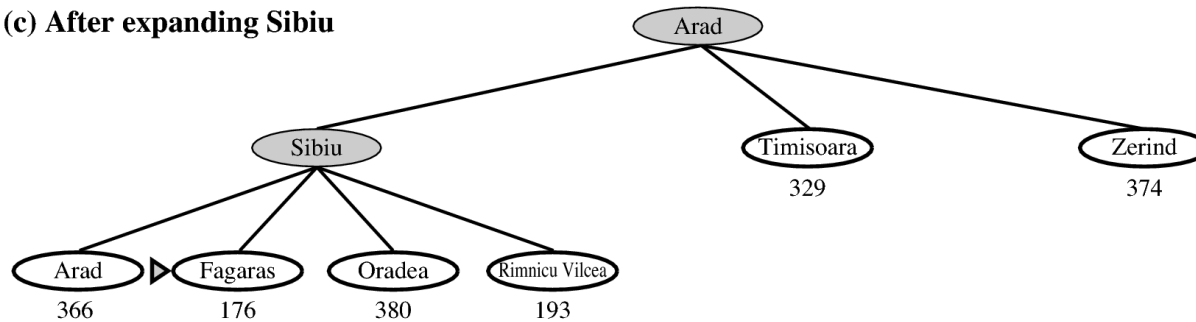 (c) After expanding Sibiu
Arad
Sibiu
Timisoara
Zerind
329
374
Arad
Fagaras
Oradea
Rimnicu Vilcea
366
176
380
193